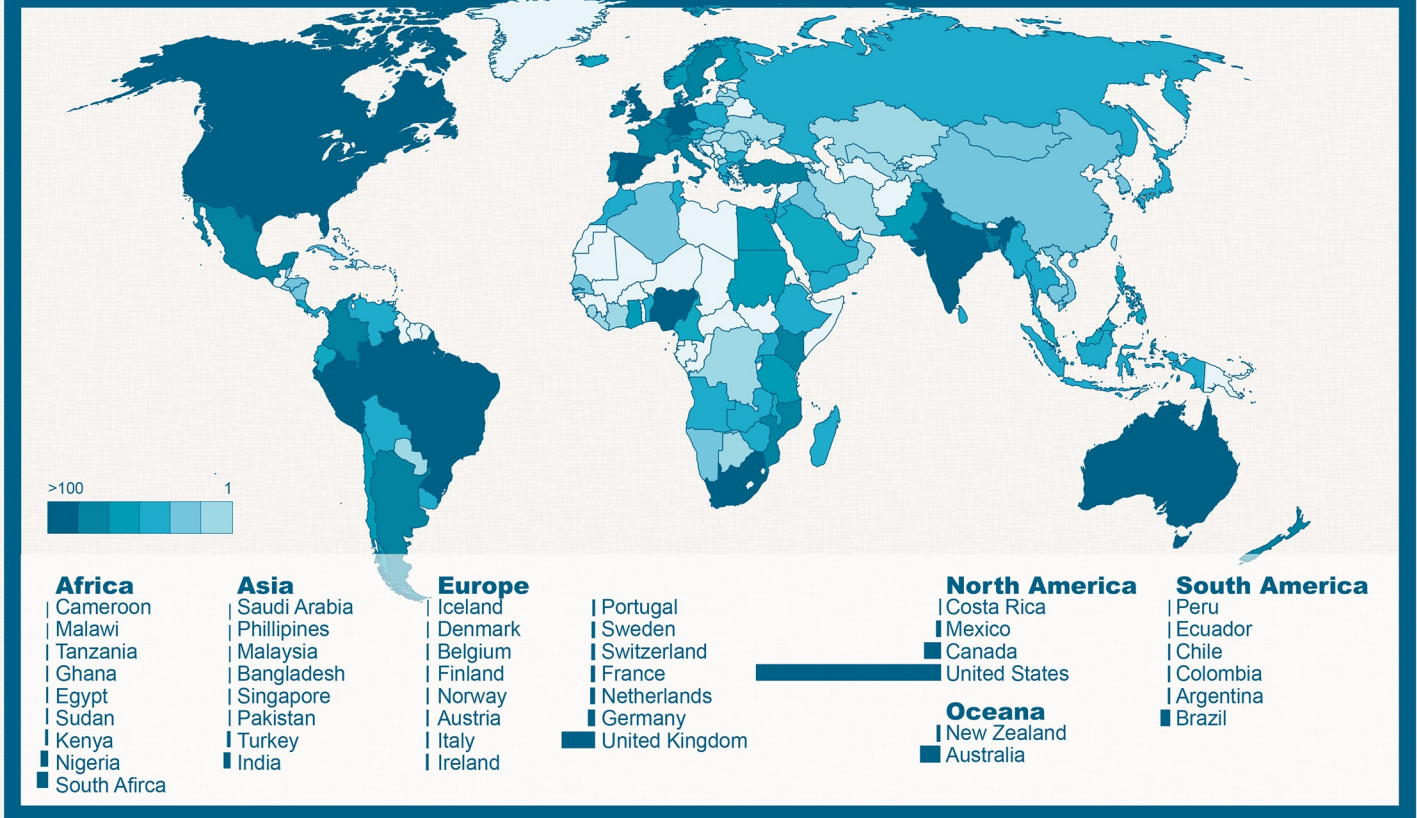 >100 1
Africa
Cameroon
Malawi
Tanzania
Ghana
Egypt
Sudan
Kenya
Nigeria
South Afirca
Asia
Saudi Arabia
Phillipines
Malaysia
Bangladesh
Singapore
Pakistan
Turkey
India
Europe
Iceland
Denmark
Belgium
Finland
Norway
Austria
Italy
Ireland
Portugal
Sweden
Switzerland
France
Netherlands
Germany
United Kingdom
North America
Costa Rica
Mexico
Canada
United States
Oceana
New Zealand
Australia
South America
Peru
Ecuador
Chile
Colombia
Argentina
Brazil